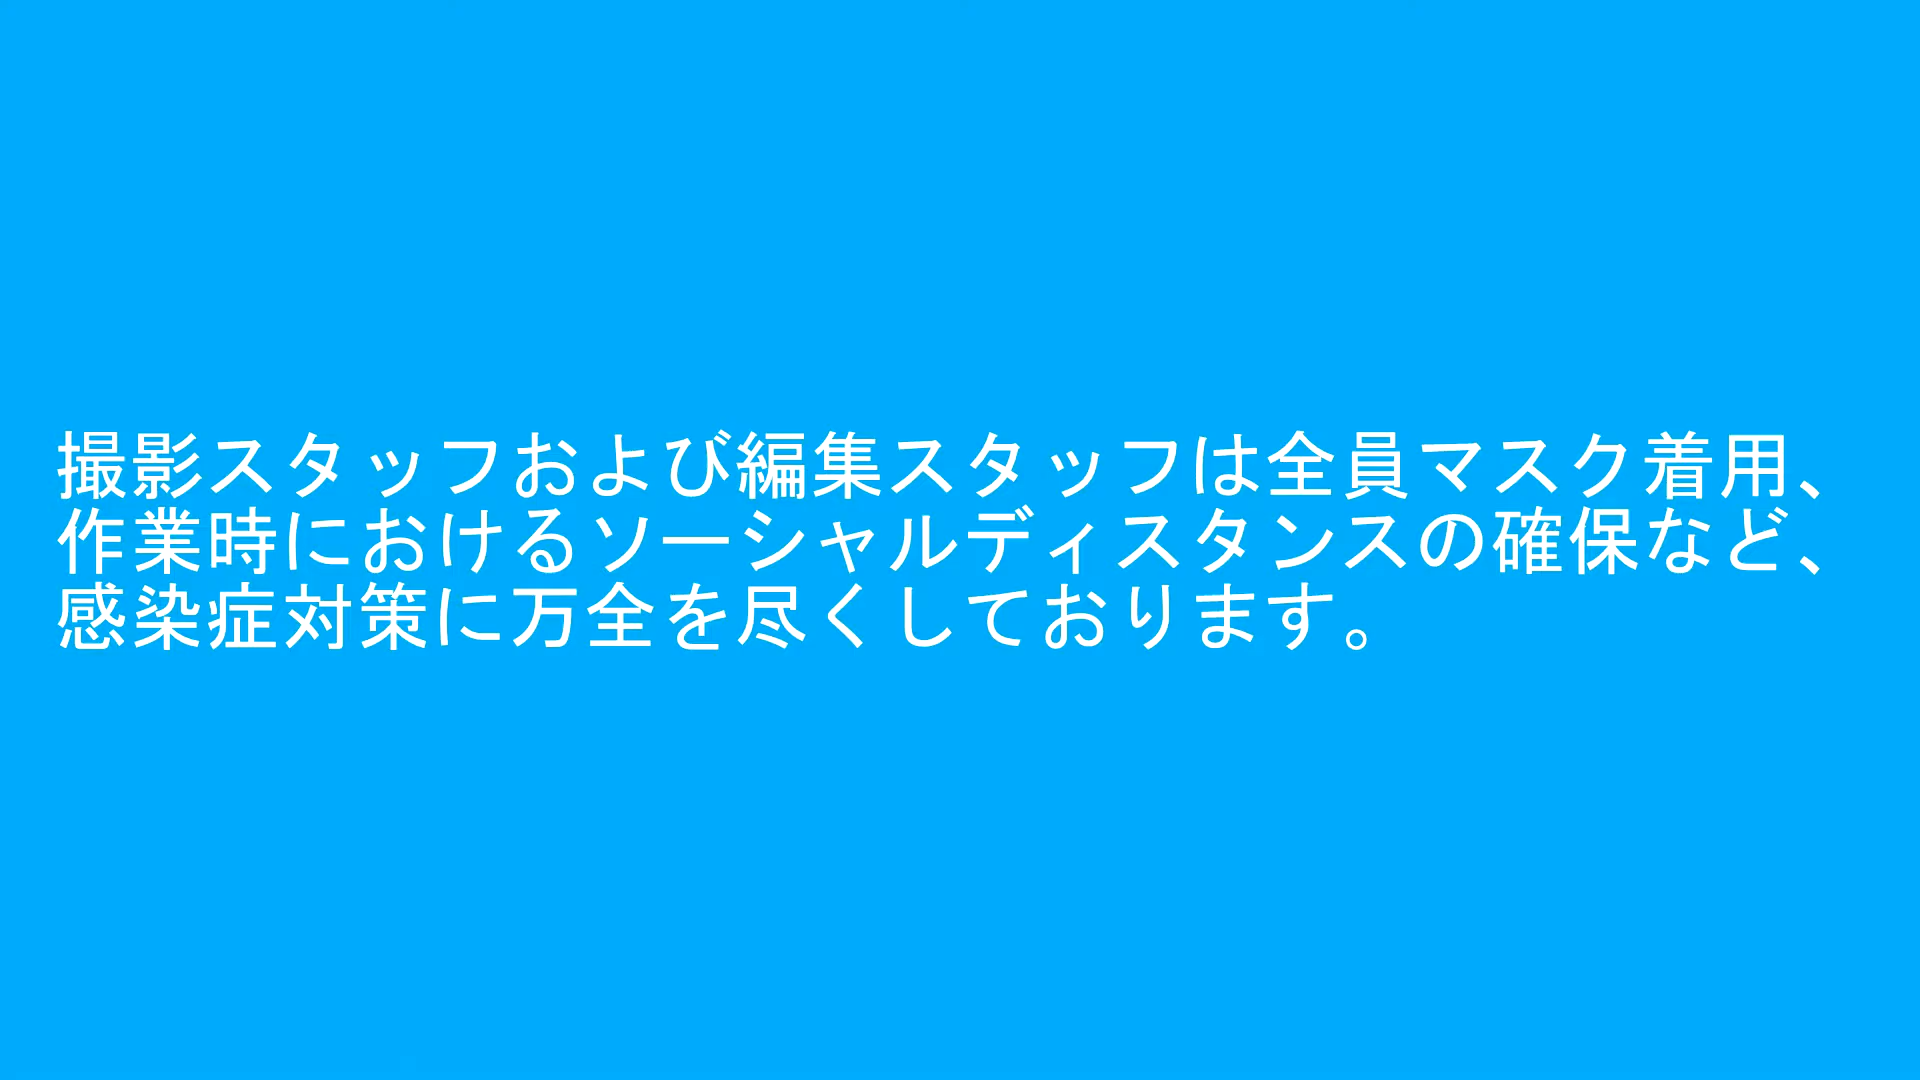 撮影スタッフおよび編集スタッフは全員マスク着用、
作業時におけるソーシャルディスタンスの確保など、
感染症対策に万全を尽くしております。